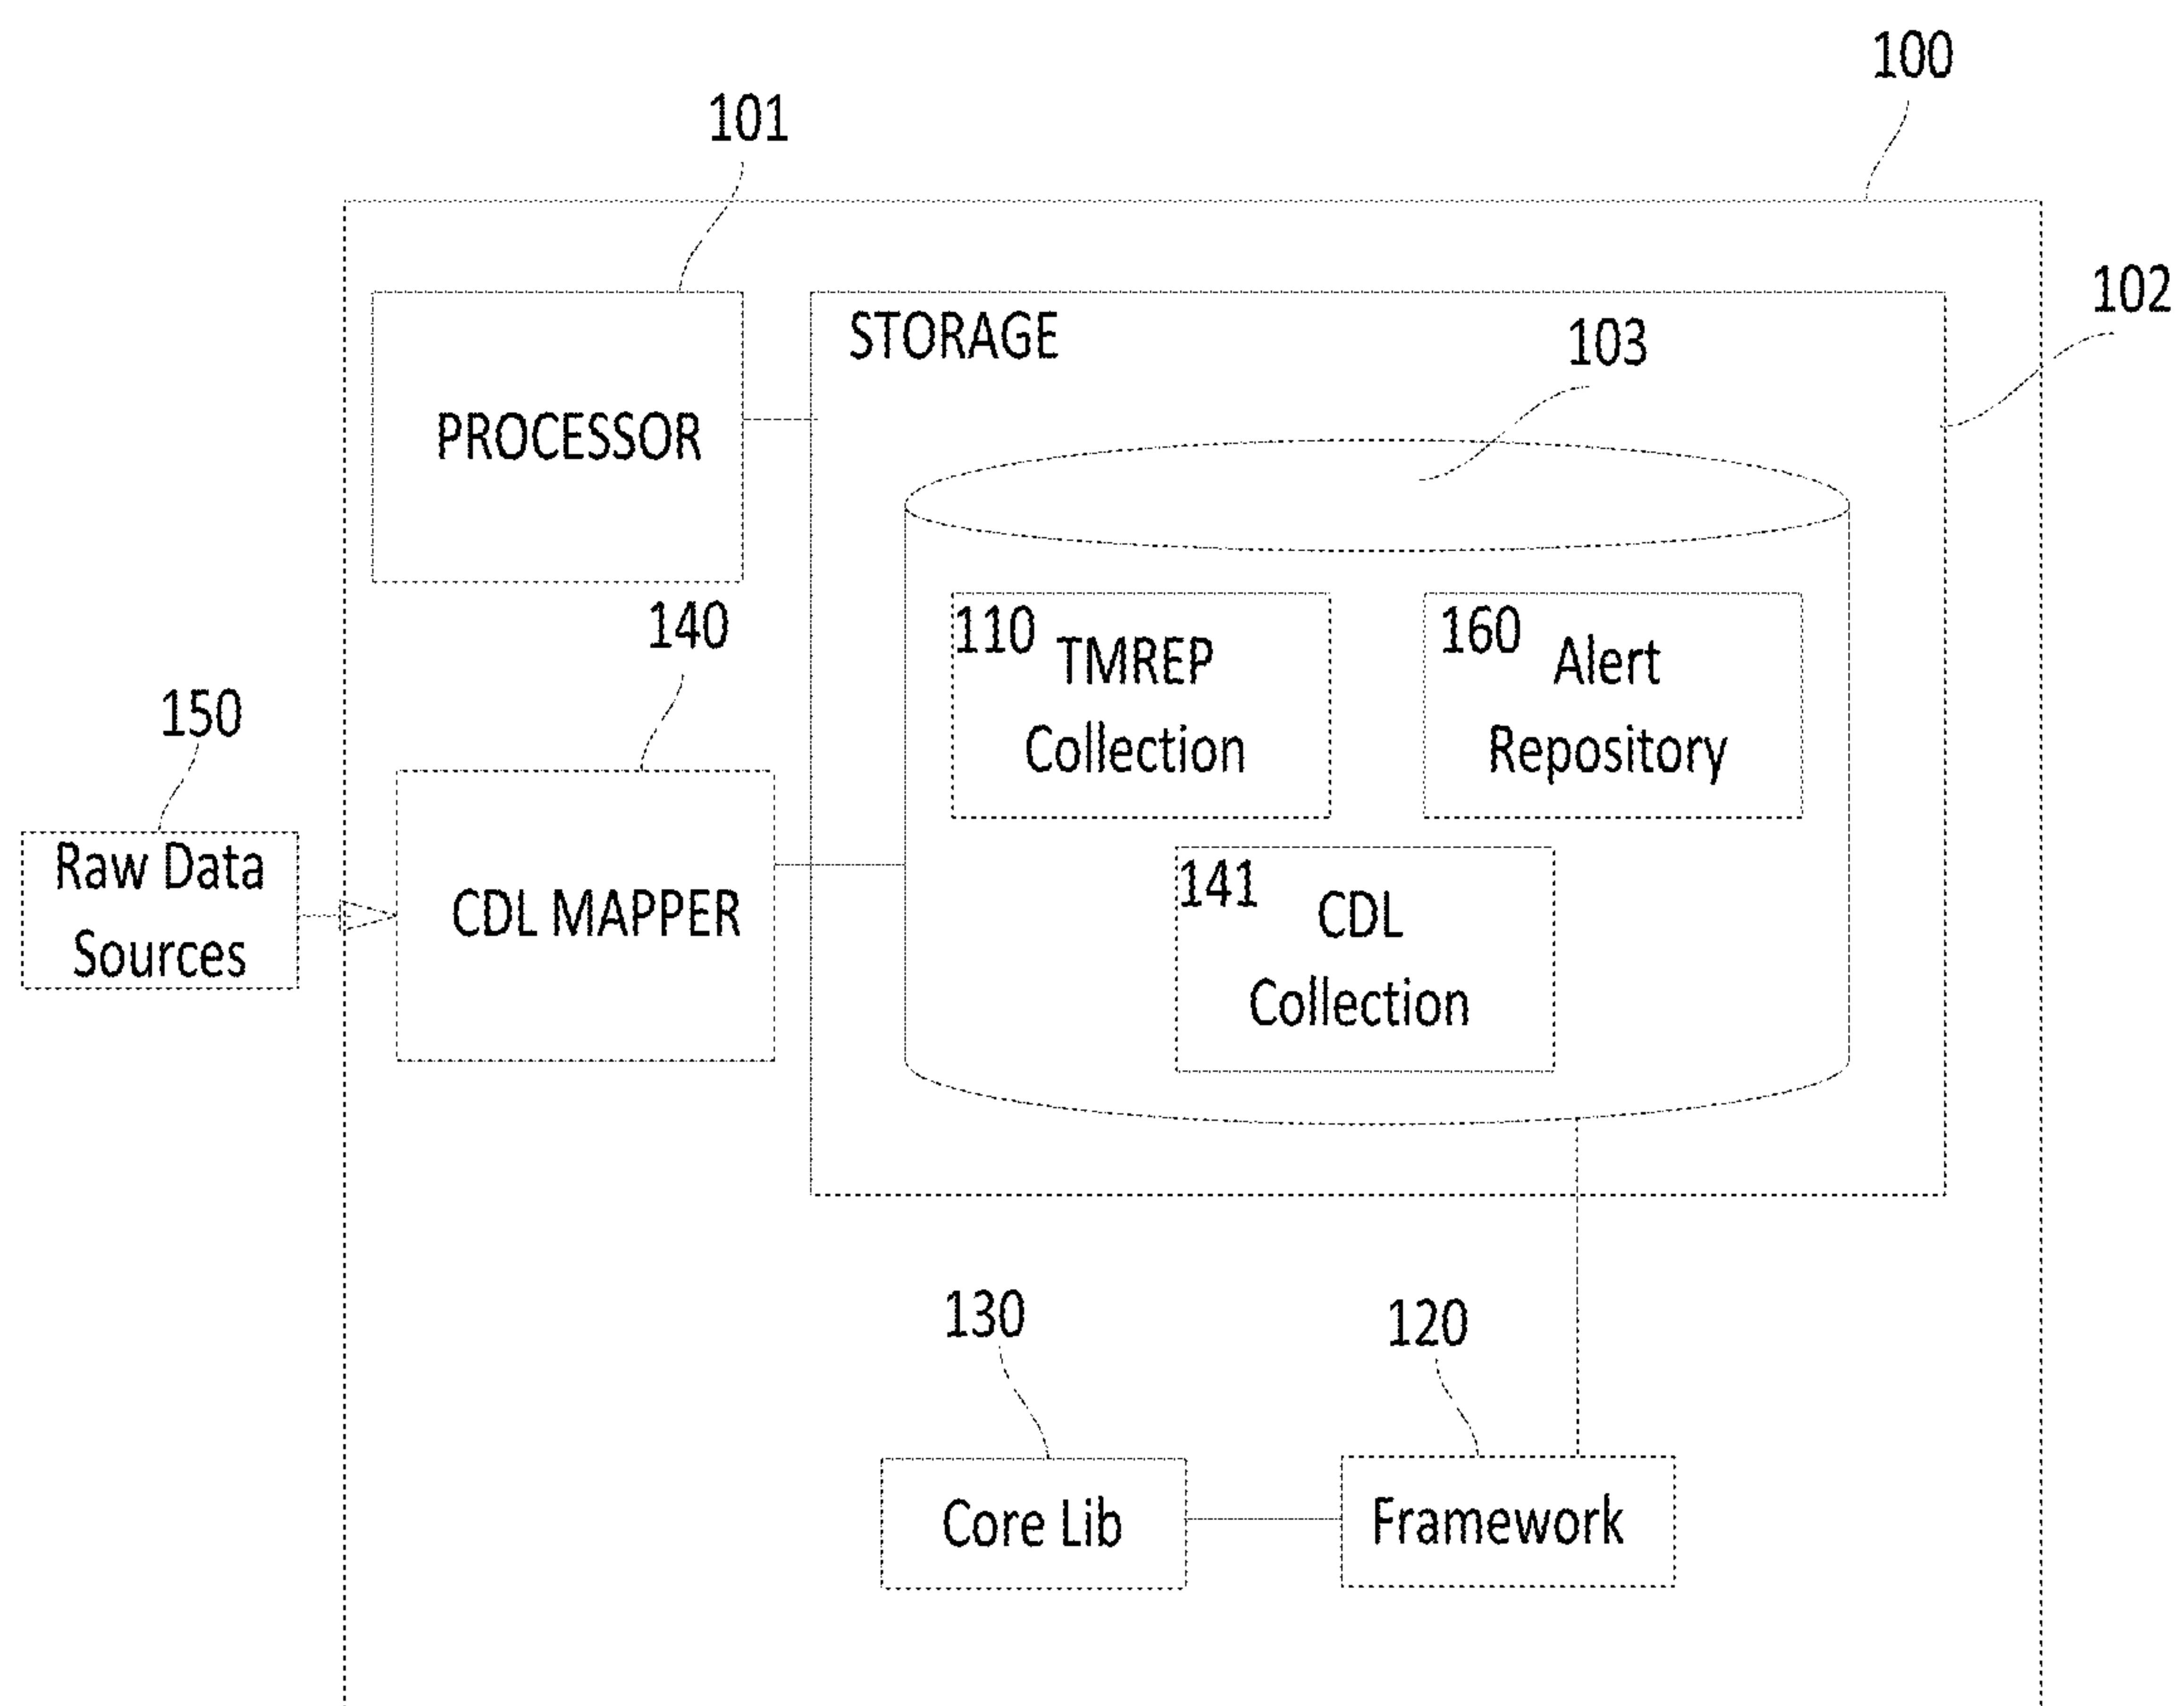 100
101
102
STORAGE
103
PROCESSOR
140
110
TMREP
Collection
160
Alert
Repository
150
Raw Data
Sources
CDL MAPPER
141
CDL
Collection
130
120
Core Lib
Framework